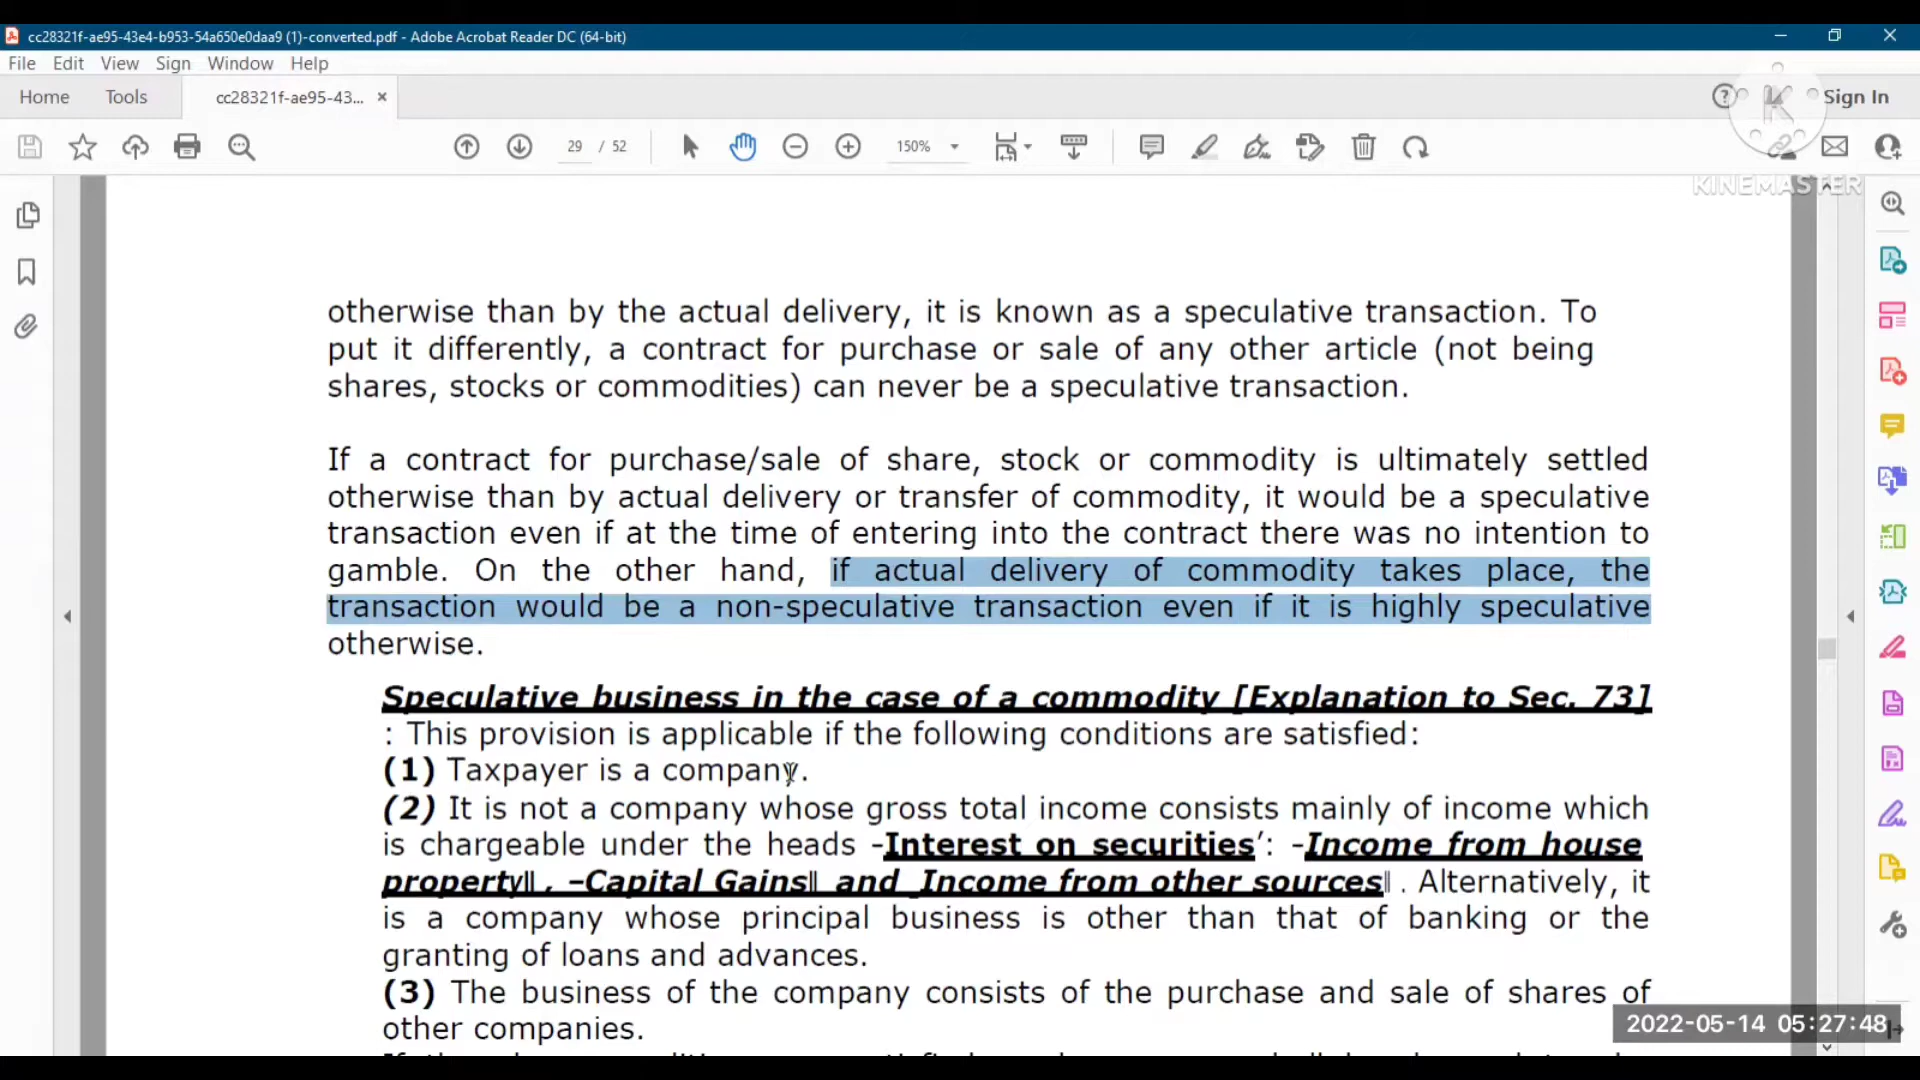 cc28321f-ae95-43e4-b953-54a650e0daa9 (1)-converted.pdf - Adobe Acrobat Reader DC (64-bit)
File Edit View Sign Window Help
Home Tools cc28321f-ae95-43... Sign In
29 / 52 150%
KINEMASTER
otherwise than by the actual delivery, it is known as a speculative transaction. To
put it differently, a contract for purchase or sale of any other article (not being
shares, stocks or commodities) can never be a speculative transaction.
If a contract for purchase/sale of share, stock or commodity is ultimately settled
otherwise than by actual delivery or transfer of commodity, it would be a speculative
transaction even if at the time of entering into the contract there was no intention to
gamble. On the other hand, if actual delivery of commodity takes place, the
transaction would be a non-speculative transaction even if it is highly speculative
otherwise.
Speculative business in the case of a commodity [Explanation to Sec. 73]
: This provision is applicable if the following conditions are satisfied:
(1) Taxpayer is a company.
(2) It is not a company whose gross total income consists mainly of income which
is chargeable under the heads -Interest on securities’: -Income from house
property‖ , –Capital Gains‖ and Income from other sources‖ . Alternatively, it
is a company whose principal business is other than that of banking or the
granting of loans and advances.
(3) The business of the company consists of the purchase and sale of shares of
other companies.
2022-05-14 05:27:48